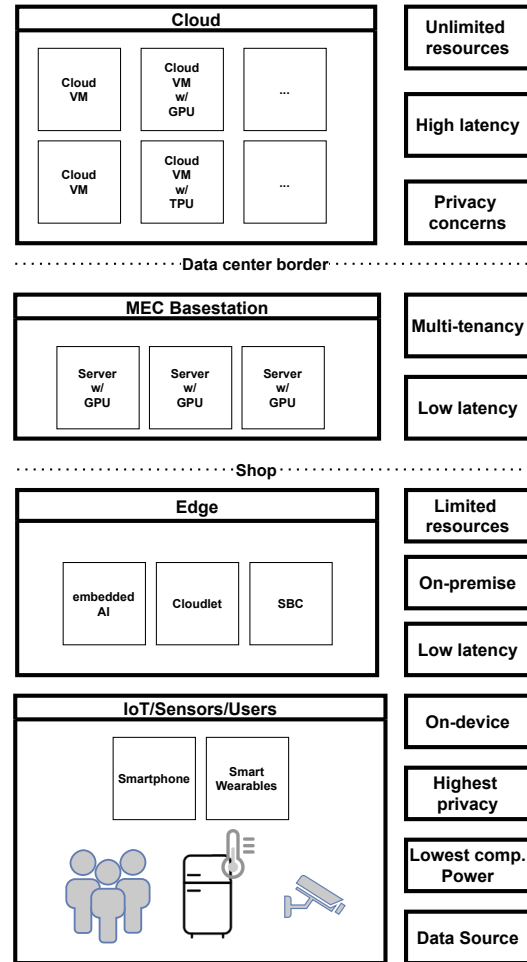 Cloud
Cloud
VM
Cloud
VM
w/
GPU
...
Cloud
VM
Cloud
VM
w/
TPU
...
Unlimited
resources
High latency
Privacy
concerns
Data center border
MEC Basestation
Server
w/
GPU
Server
w/
GPU
Server
w/
GPU
Multi-tenancy
Low latency
Shop
Edge
embedded
AI
Cloudlet
SBC
Limited
resources
On-premise
Low latency
IoT/Sensors/Users
Smartphone
Smart
Wearables
On-device
Highest
privacy
Lowest comp.
Power
Data Source